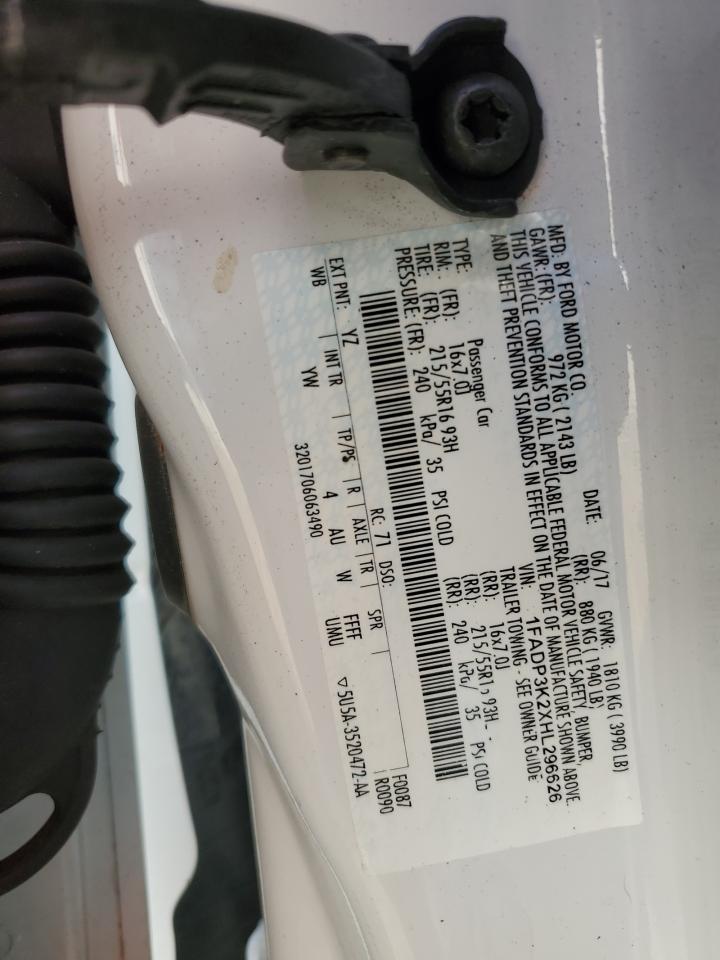 MFD. BY FORD MOTOR CO.
DATE: 06/17 GVWR: 1810 KG ( 3990 LB)
GAWR: (FR): 972 KG ( 2143 LB) (RR): 880 KG ( 1940 LB)
THIS VEHICLE CONFORMS TO ALL APPLICABLE FEDERAL MOTOR VEHICLE SAFETY, BUMPER,
AND THEFT PREVENTION STANDARDS IN EFFECT ON THE DATE OF MANUFACTURE SHOWN ABOVE.
VIN: 1FADP3K2XHL296626
TYPE: Passenger Car TRAILER TOWING - SEE OWNER GUIDE
RIM: (FR): 16x7.0J (RR): 16x7.0J
TIRE: (FR): 215/55R16 93H (RR): 215/55R1 93H
PRESSURE: (FR): 240 kPa/ 35 PSI COLD (RR): 240 kPa/ 35 PSI COLD
F0087
EXT PNT: YZ RC: 71 DSO: R0090
WB INT TR TP/PS R AXLE TR SPR
YW 4 AU W FFFF
3201706063490 UMU ▽5U5A-3520472-AA